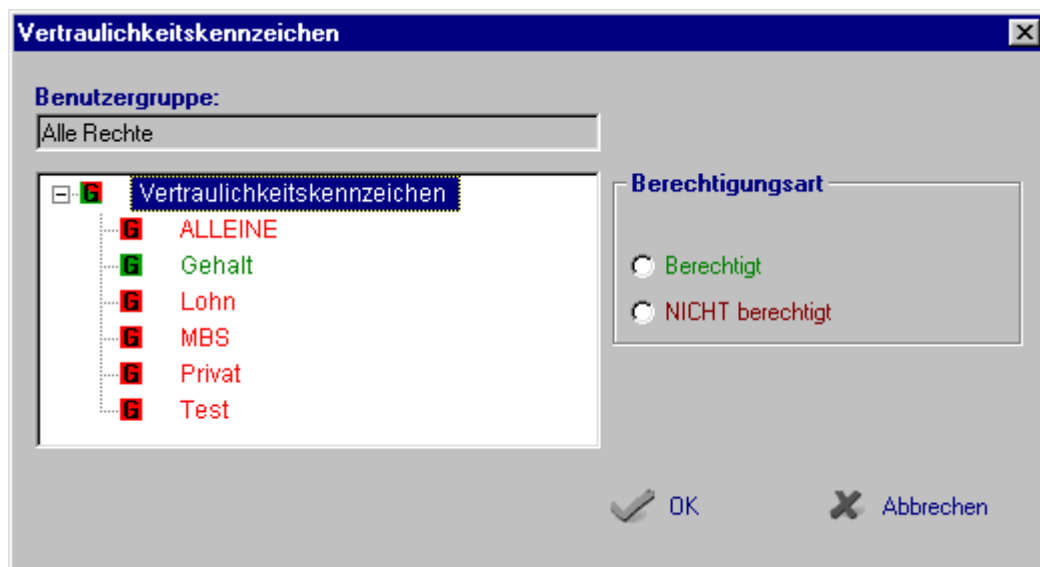 Vertraulichkeitskennzeichen
Benutzergruppe:
Alle Rechte
G Vertraulichkeitskennzeichen
G ALLEINE
G Gehalt
G Lohn
G MBS
G Privat
G Test
Berechtigungsart
Berechtigt
NICHT berechtigt
OK
Abbrechen